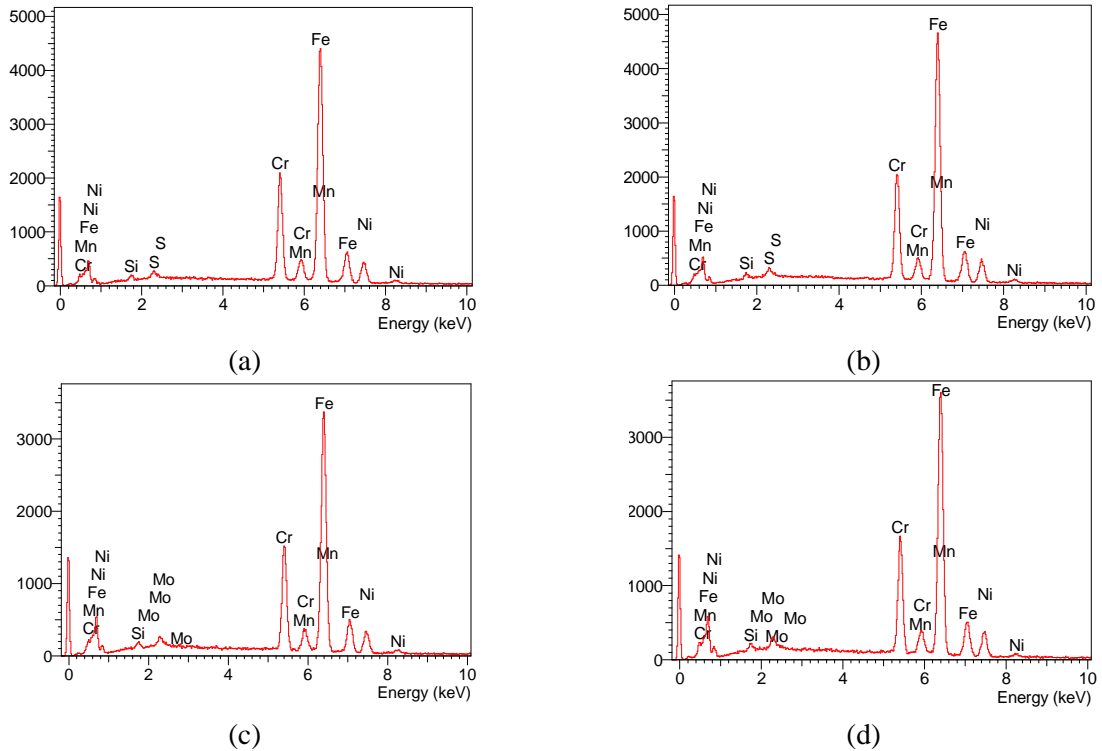 5000
4000
3000
2000
1000
0
Fe
Cr
Mn
Ni
Ni
Fe
Mn
Cr
Si
S
S
Cr
Mn
Fe
Ni
Ni
0 2 4 6 8 10
Energy (keV)
(a)
5000
4000
3000
2000
1000
0
Fe
Cr
Mn
Ni
Ni
Fe
Mn
Cr
Si
S
S
Cr
Mn
Fe
Ni
Ni
0 2 4 6 8 10
Energy (keV)
(b)
3000
2000
1000
0
Fe
Cr
Mn
Ni
Ni
Fe
Mn
Cr
Si
Mo
Mo
Mo
Mo
Cr
Mn
Fe
Ni
Ni
0 2 4 6 8 10
Energy (keV)
(c)
3000
2000
1000
0
Fe
Cr
Mn
Ni
Ni
Fe
Mn
Cr
Si
Mo
Mo
Mo
Mo
Cr
Mn
Fe
Ni
Ni
0 2 4 6 8 10
Energy (keV)
(d)